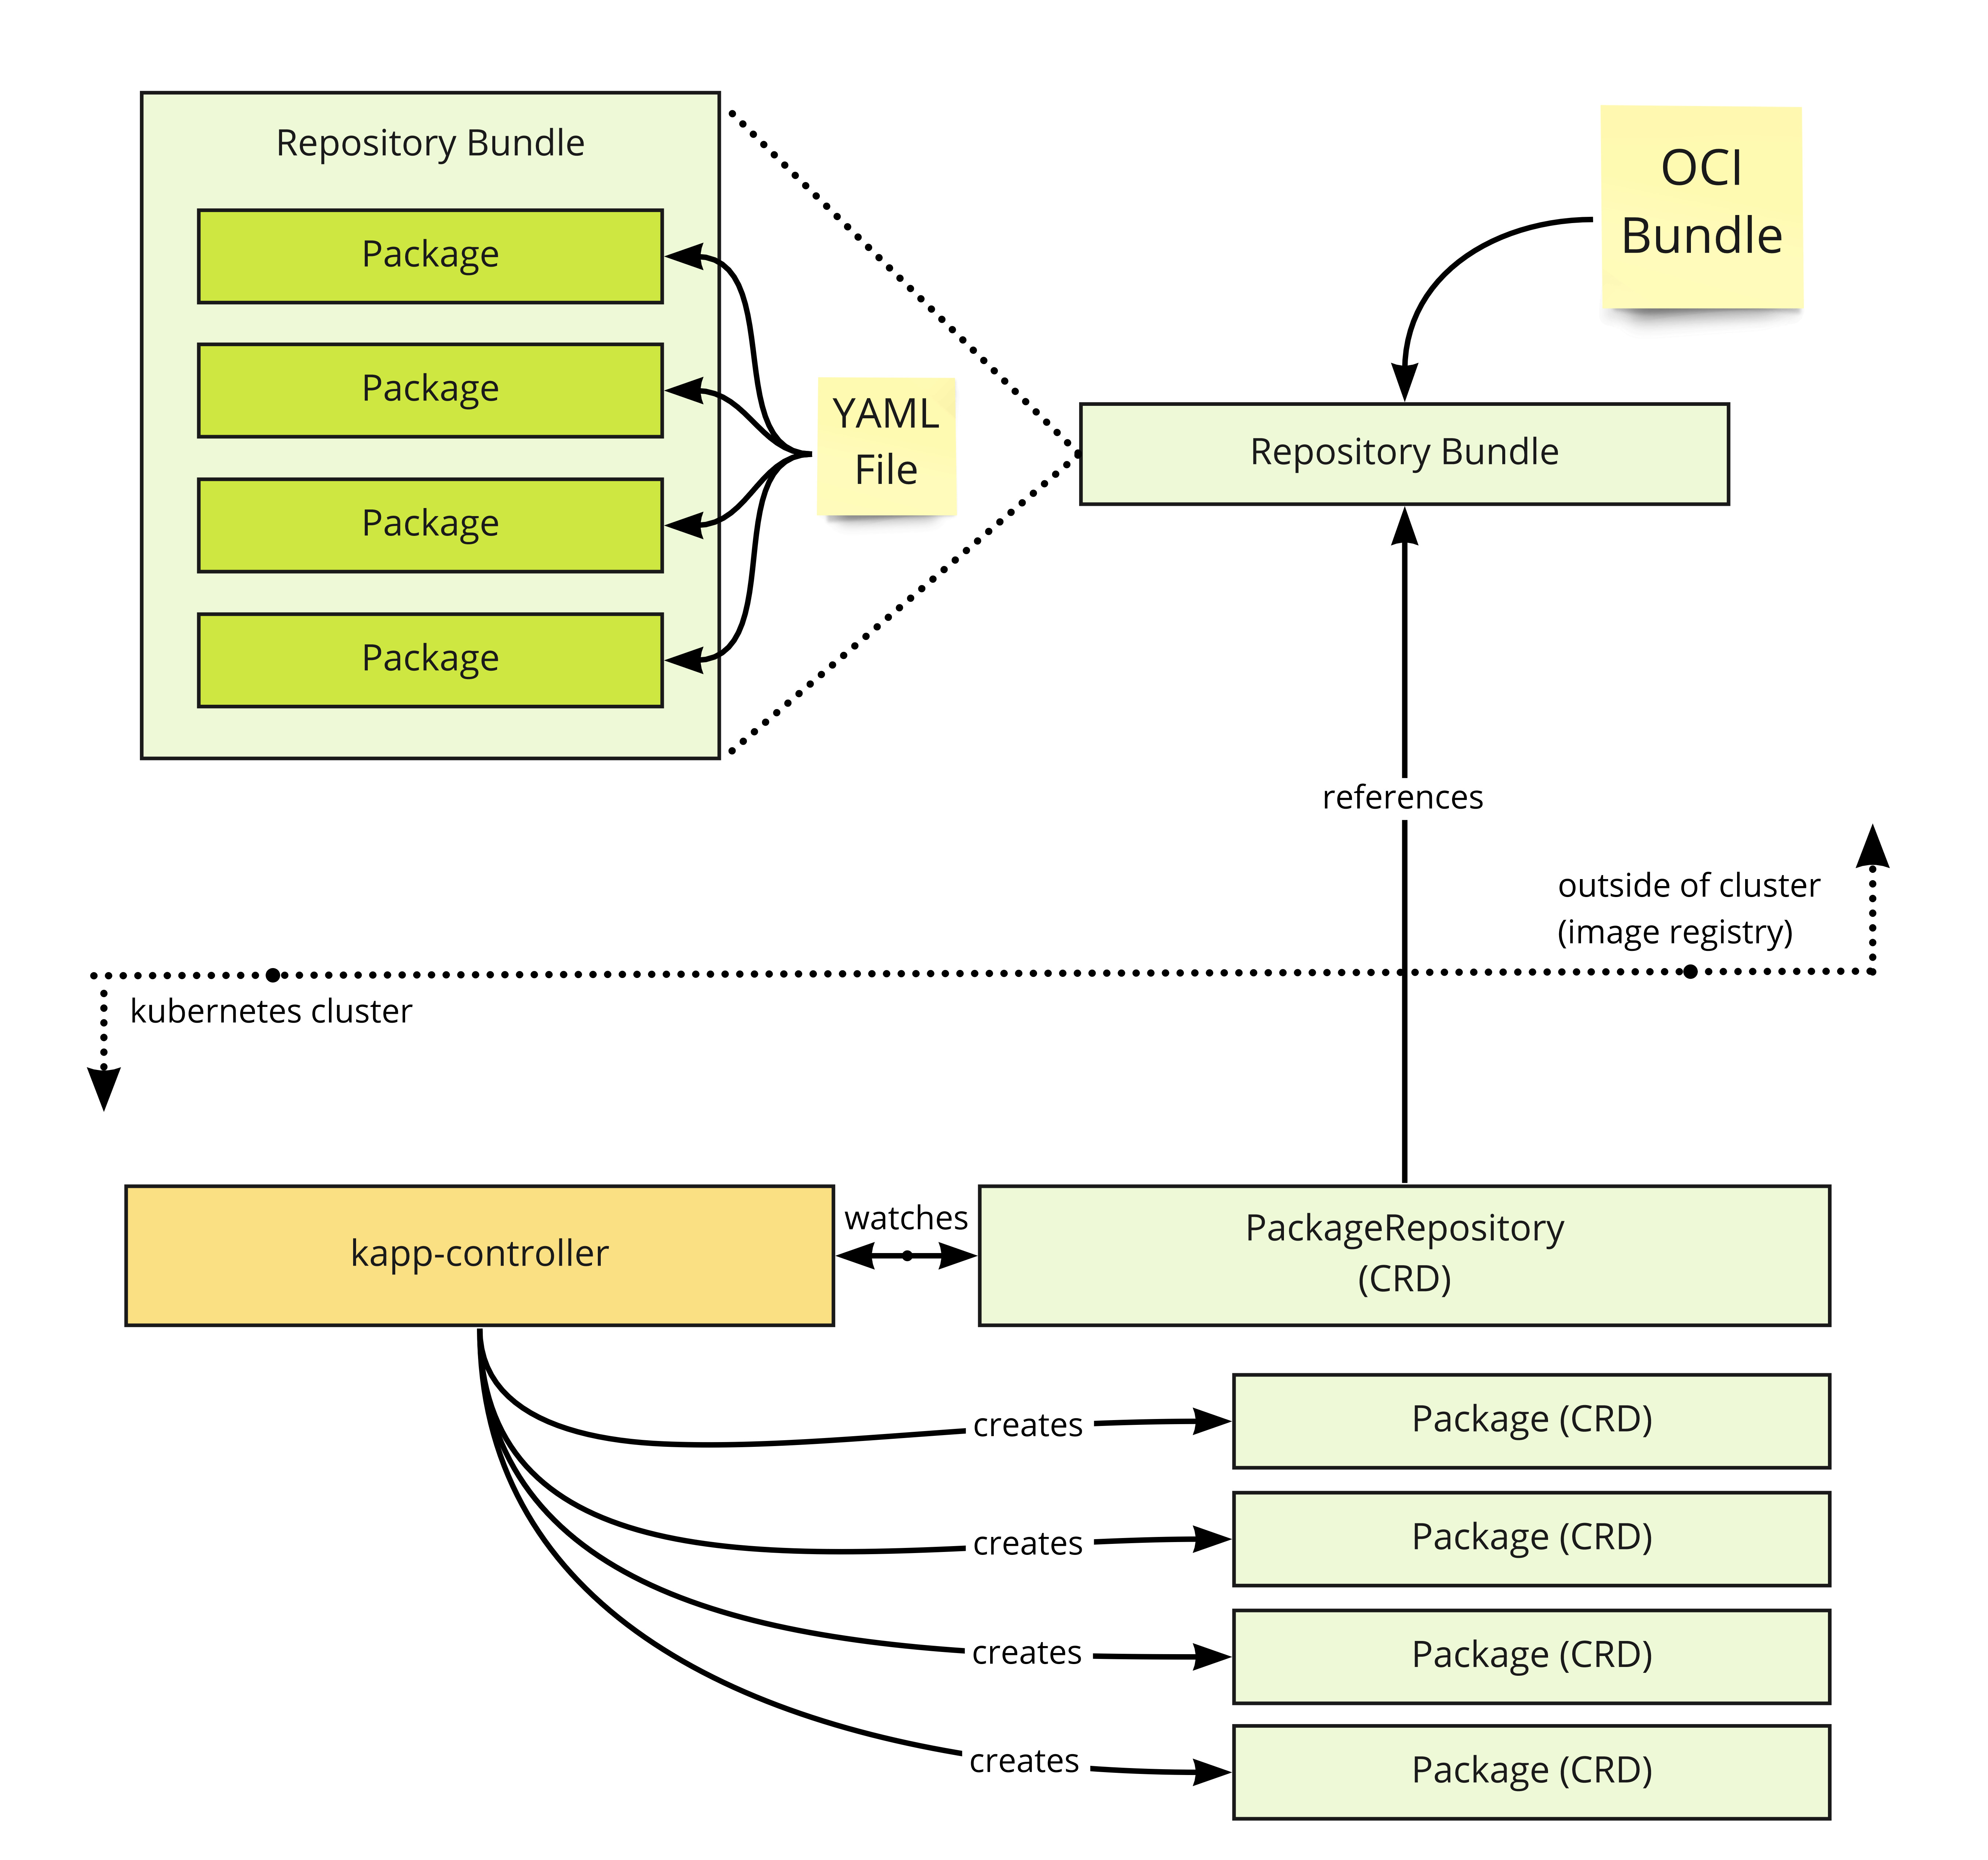 Repository Bundle
Package
Package
Package
Package
YAML
File
OCI
Bundle
Repository Bundle
references
outside of cluster
(image registry)
kubernetes cluster
kapp-controller
watches
PackageRepository
(CRD)
creates
Package (CRD)
creates
Package (CRD)
creates
Package (CRD)
creates
Package (CRD)